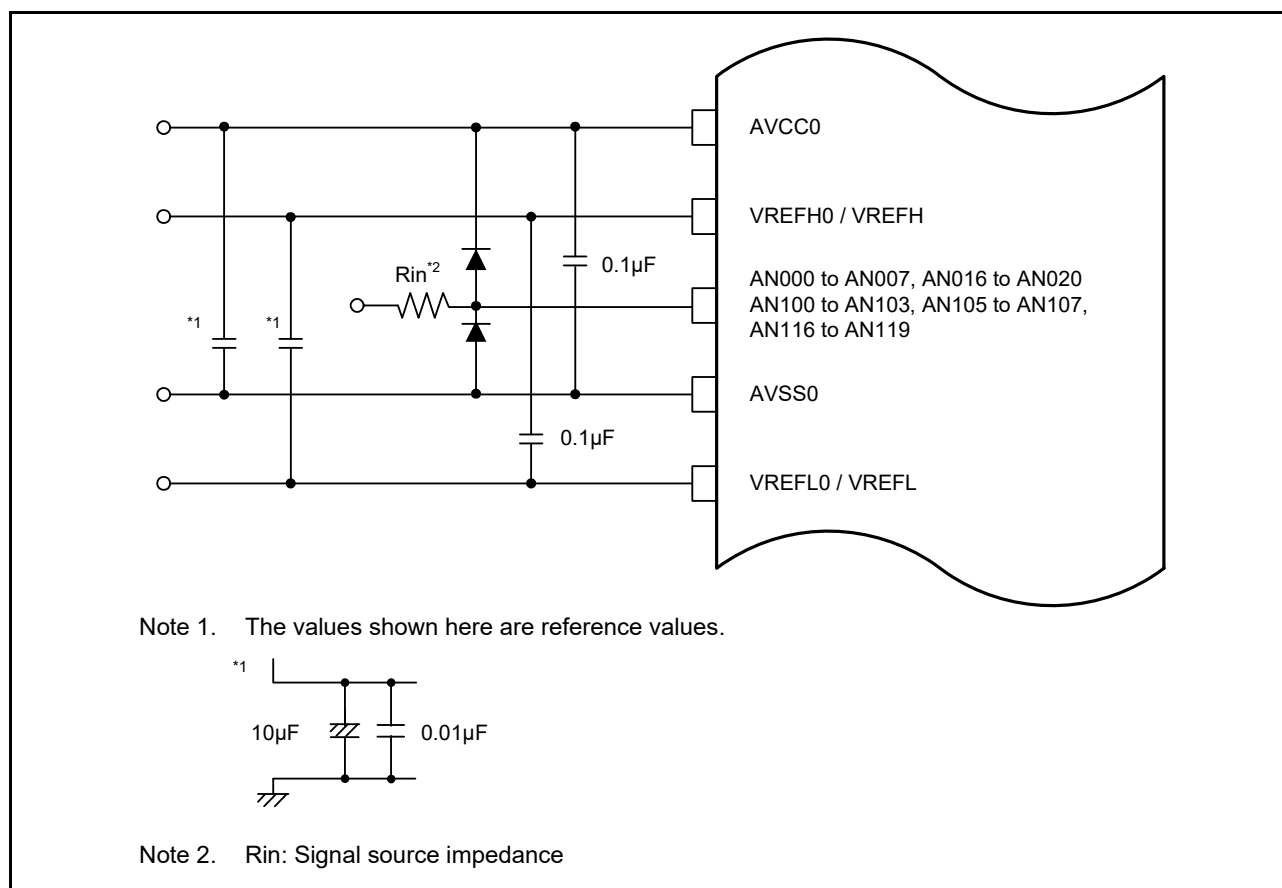 AVCC0
VREFH0 / VREFH
Rin*2
0.1µF
AN000 to AN007, AN016 to AN020
AN100 to AN103, AN105 to AN107,
AN116 to AN119
*1
*1
AVSS0
0.1µF
VREFL0 / VREFL
Note 1. The values shown here are reference values.
*1
10µF
0.01µF
Note 2. Rin: Signal source impedance